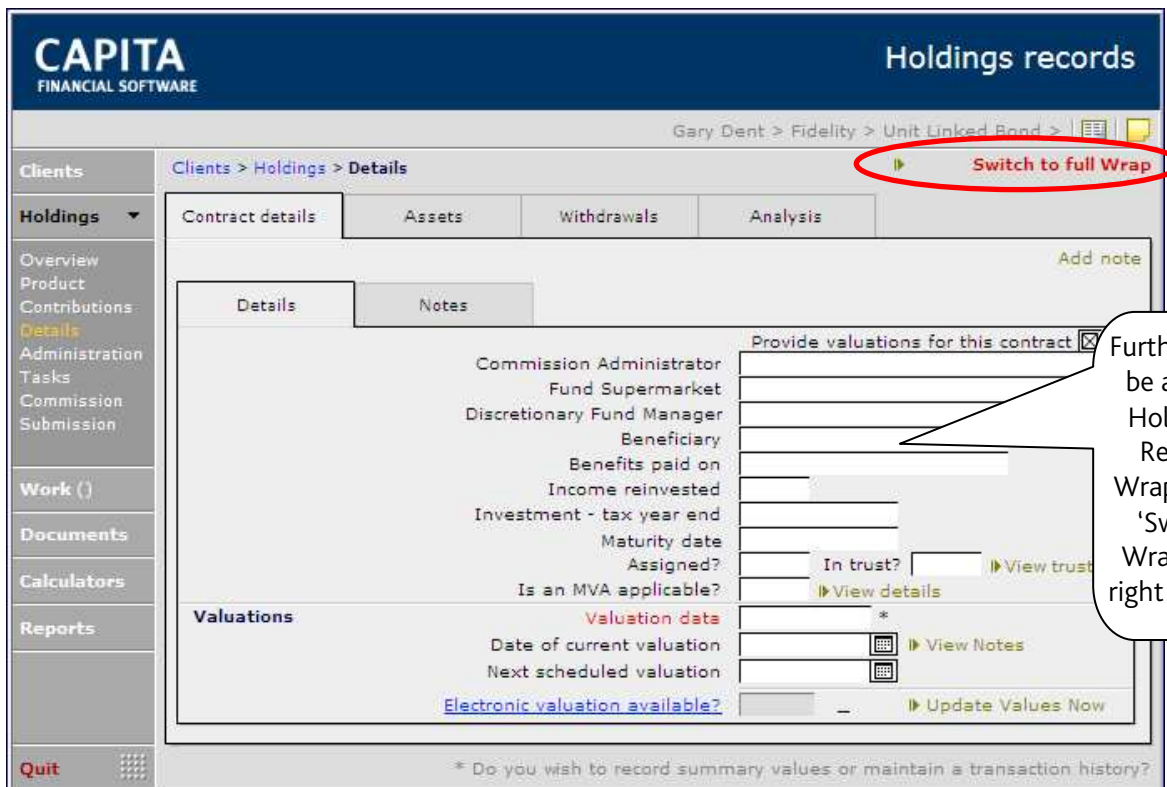 CAPITA
FINANCIAL SOFTWARE
Holdings records
Gary Dent > Fidelity > Unit Linked Bond >
Clients
Clients > Holdings > Details
Switch to full Wrap
Holdings
Contract details
Assets
Withdrawals
Analysis
Overview
Product
Contributions
Details
Administration
Tasks
Commission
Submission
Add note
Details
Notes
Provide valuations for this contract
Commission Administrator
Fund Supermarket
Discretionary Fund Manager
Beneficiary
Benefits paid on
Income reinvested
Investment - tax year end
Maturity date
Assigned? In trust? View trust
Is an MVA applicable? View details
Valuations
Valuation data *
Date of current valuation View Notes
Next scheduled valuation
Electronic valuation available? _ Update Values Now
Work ()
Documents
Calculators
Reports
Quit
* Do you wish to record summary values or maintain a transaction history?
be
right